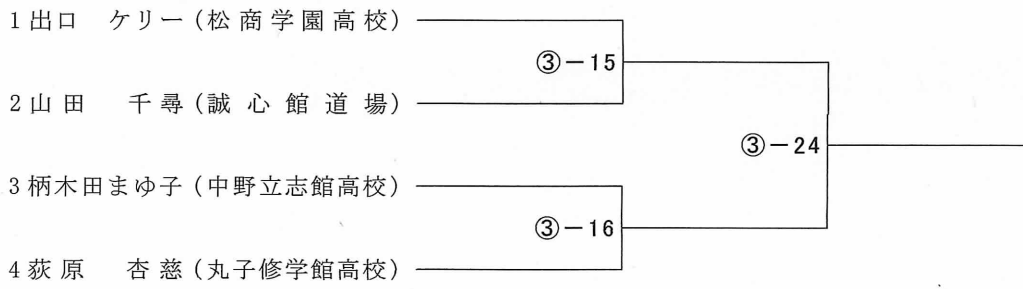 1出口 ケリー(松商学園高校)
③－15
2山田 千尋(誠心館道場)
③－24
3柄木田まゆ子(中野立志館高校)
③－16
4荻原 杏慈(丸子修学館高校)